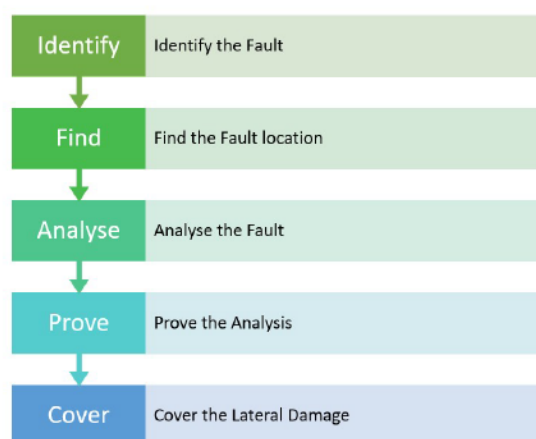 Identify
Identify the Fault
Find
Find the Fault location
Analyse
Analyse the Fault
Prove
Prove the Analysis
Cover
Cover the Lateral Damage